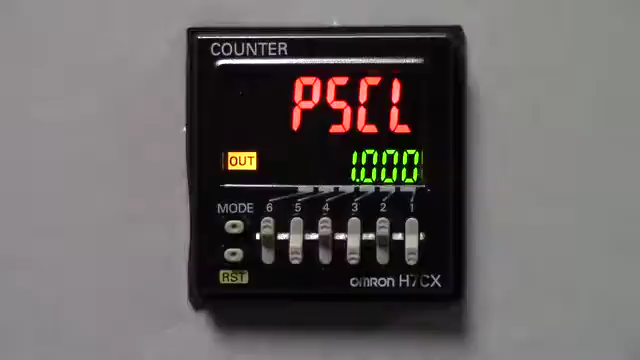 COUNTER
PSCL
OUT 1.000
MODE 6 5 4 3 2 1
RST
omron H7CX